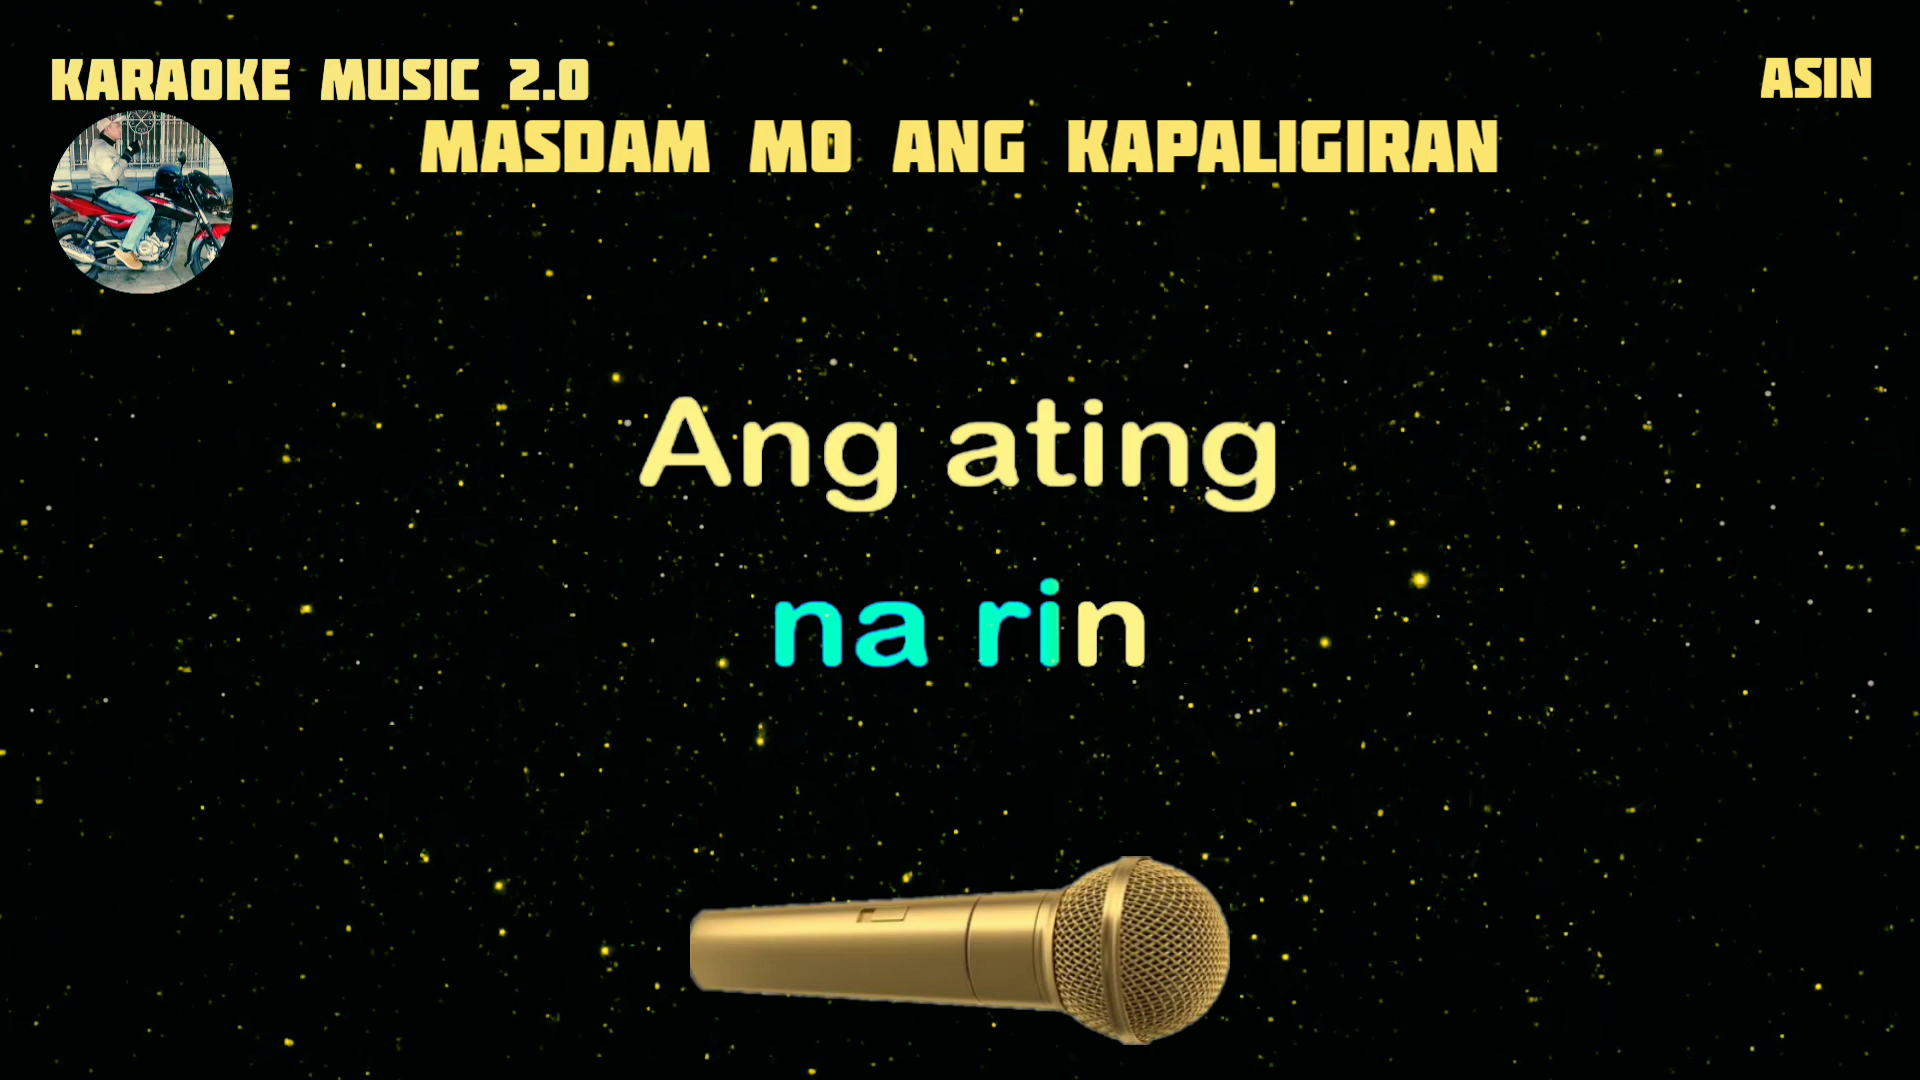 KARAOKE MUSIC 2.0
ASIN
MASDAM MO ANG KAPALIGIRAN
Ang ating
na rin